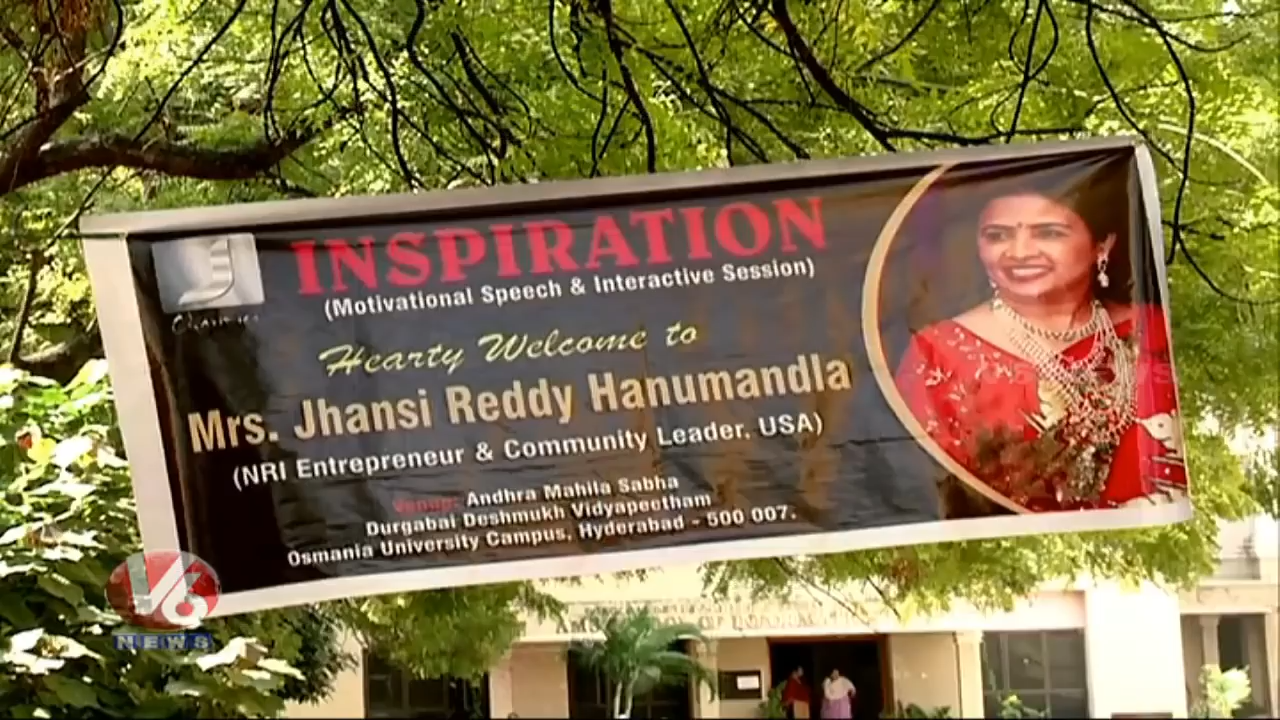 INSPIRATION
(Motivational Speech & Interactive Session)
Hearty Welcome to
Mrs. Jhansi Reddy Hanumandla
(NRI Entrepreneur & Community Leader, USA)
Venue: Andhra Mahila Sabha
Durgabai Deshmukh Vidyapeetham
Osmania University Campus, Hyderabad - 500 007.
V6
NEWS